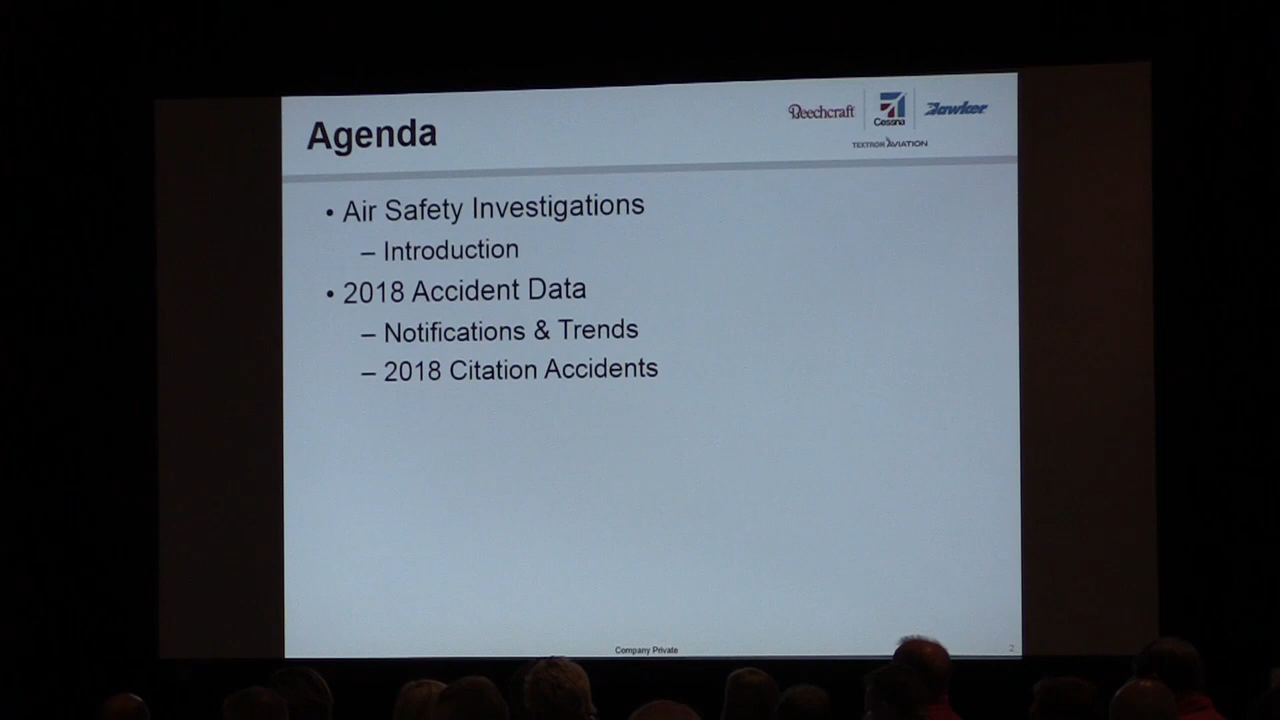 Agenda
Beechcraft
Cessna
Hawker
TEXTRON AVIATION
• Air Safety Investigations
– Introduction
• 2018 Accident Data
– Notifications & Trends
– 2018 Citation Accidents
Company Private
2